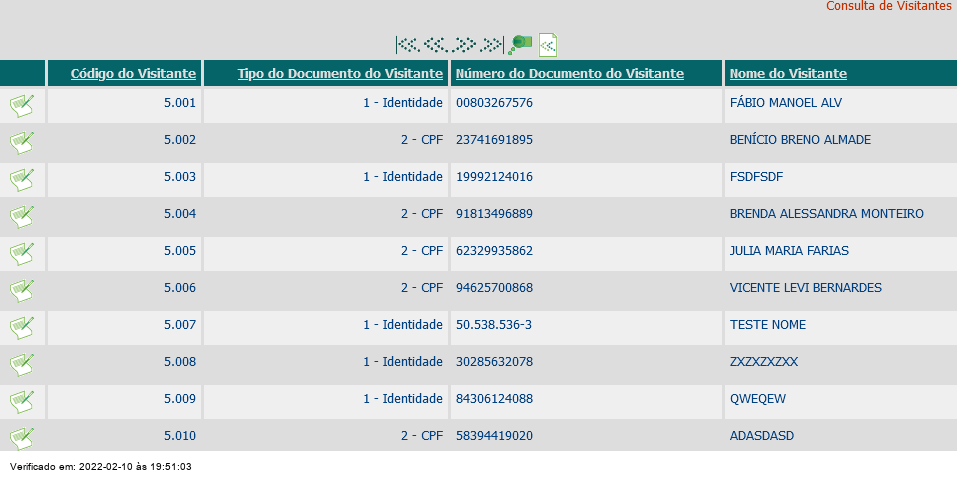 Consulta de Visitantes
Código do Visitante Tipo do Documento do Visitante Número do Documento do Visitante Nome do Visitante
5.001 1 - Identidade 00803267576 FÁBIO MANOEL ALV
5.002 2 - CPF 23741691895 BENÍCIO BRENO ALMADE
5.003 1 - Identidade 19992124016 FSDFSDF
5.004 2 - CPF 91813496889 BRENDA ALESSANDRA MONTEIRO
5.005 2 - CPF 62329935862 JULIA MARIA FARIAS
5.006 2 - CPF 94625700868 VICENTE LEVI BERNARDES
5.007 1 - Identidade 50.538.536-3 TESTE NOME
5.008 1 - Identidade 30285632078 ZXZXZXZXX
5.009 1 - Identidade 84306124088 QWEQEW
5.010 2 - CPF 58394419020 ADASDASD
Verificado em: 2022-02-10 às 19:51:03